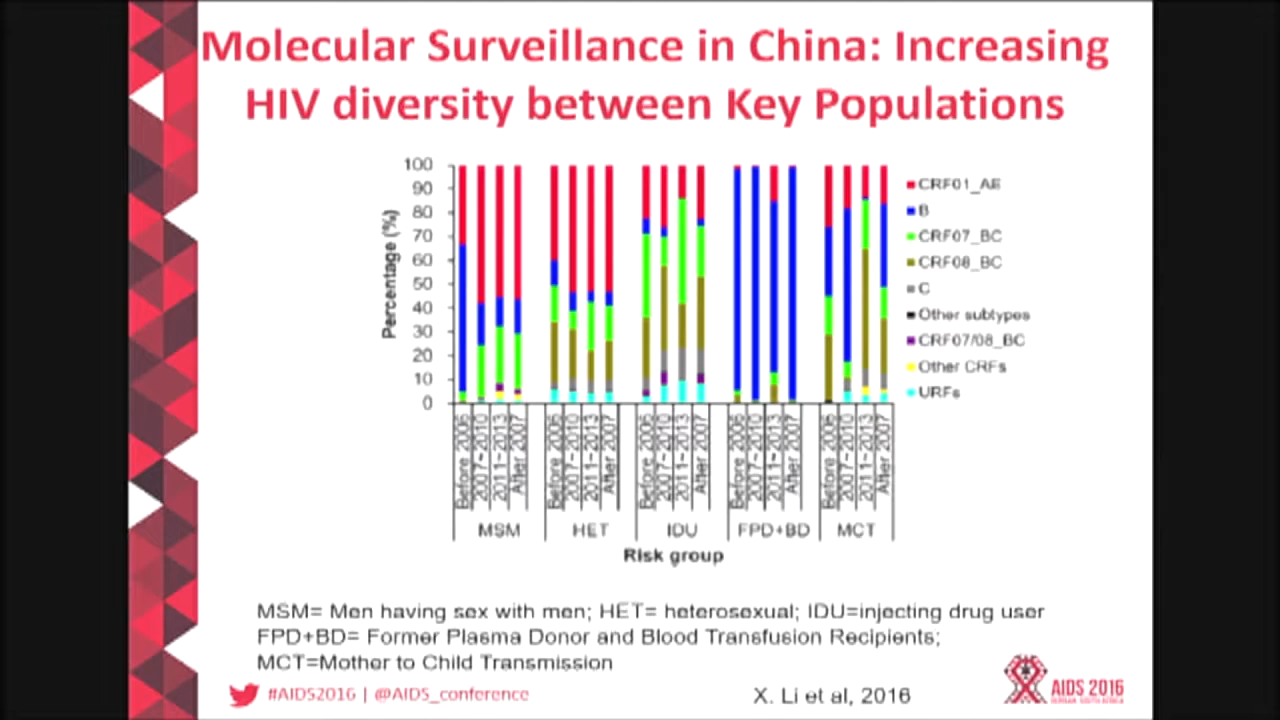 Molecular Surveillance in China: Increasing
HIV diversity between Key Populations
Percentage (%)
100
90
80
70
60
50
40
30
20
10
0
CRF01_AE
B
CRF07_BC
CRF08_BC
C
Other subtypes
CRF07/08_BC
Other CRFs
URFs
Before 2006
2007~2010
2011~2013
After 2007
Before 2006
2007~2010
2011~2013
After 2007
Before 2006
2007~2010
2011~2013
After 2007
Before 2006
2007~2010
2011~2013
After 2007
Before 2006
2007~2010
2011~2013
After 2007
MSM HET IDU FPD+BD MCT
Risk group
MSM= Men having sex with men; HET= heterosexual; IDU=injecting drug user
FPD+BD= Former Plasma Donor and Blood Transfusion Recipients;
MCT=Mother to Child Transmission
#AIDS2016 | @AIDS_conference
X. Li et al, 2016
AIDS 2016